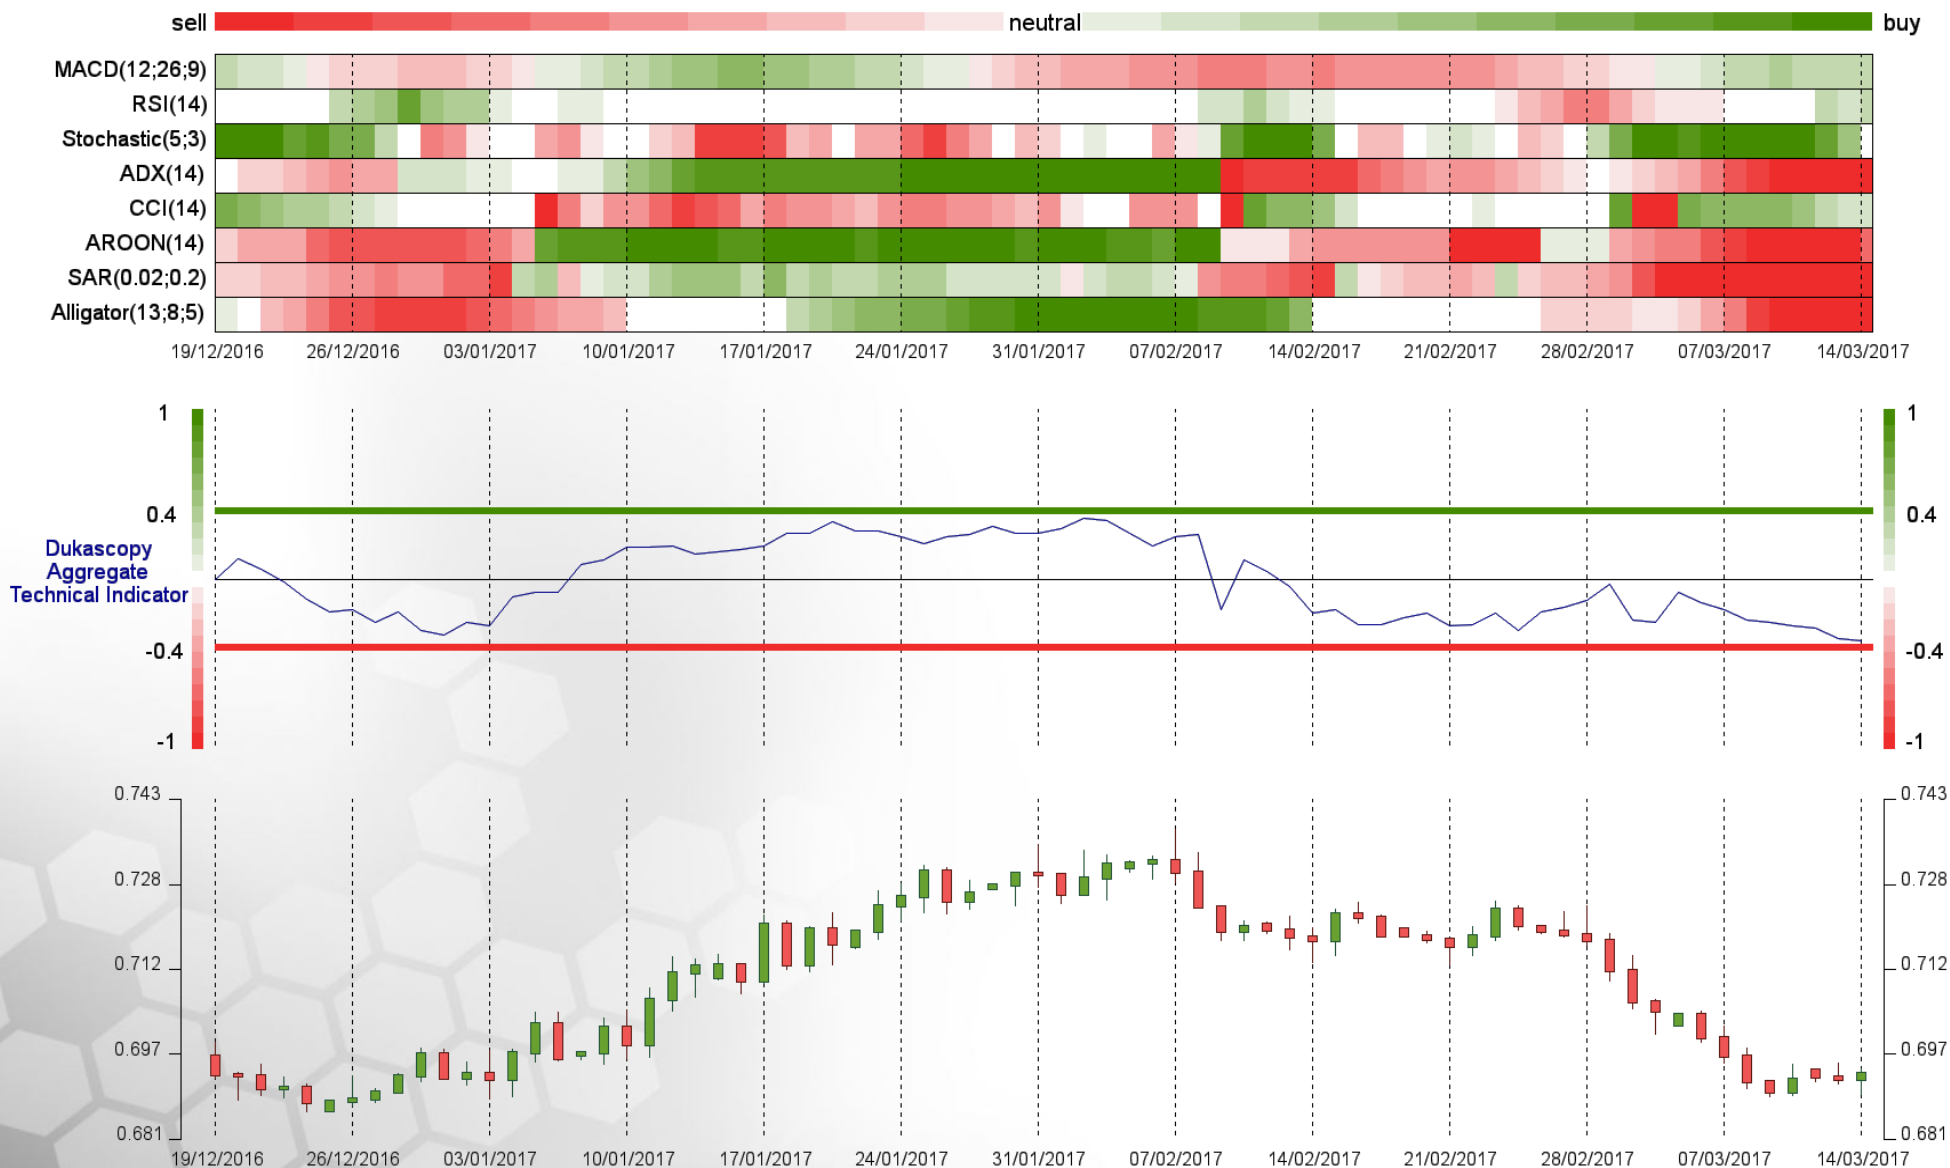 sell neutral buy
MACD(12;26;9)
RSI(14)
Stochastic(5;3)
ADX(14)
CCI(14)
AROON(14)
SAR(0.02;0.2)
Alligator(13;8;5)
19/12/2016 26/12/2016 03/01/2017 10/01/2017 17/01/2017 24/01/2017 31/01/2017 07/02/2017 14/02/2017 21/02/2017 28/02/2017 07/03/2017 14/03/2017
1 1
0.4 0.4
Dukascopy
Aggregate
Technical Indicator
-0.4 -0.4
-1 -1
0.743 0.743
0.728 0.728
0.712 0.712
0.697 0.697
0.681 0.681
19/12/2016 26/12/2016 03/01/2017 10/01/2017 17/01/2017 24/01/2017 31/01/2017 07/02/2017 14/02/2017 21/02/2017 28/02/2017 07/03/2017 14/03/2017